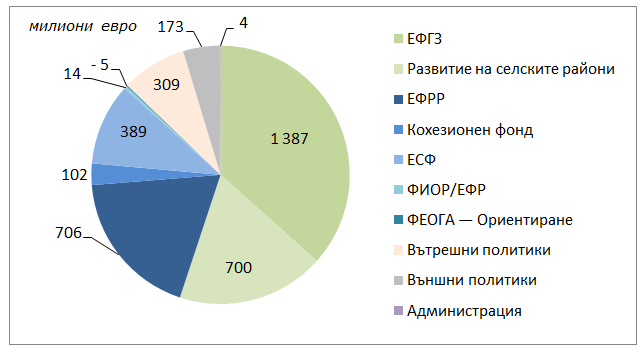 милиони евро
173
4
- 5
14
309
389
1 387
102
706
700
ЕФГЗ
Развитие на селските райони
ЕФРР
Кохезионен фонд
ЕСФ
ФИОР/ЕФР
ФЕОГА — Ориентиране
Вътрешни политики
Външни политики
Администрация